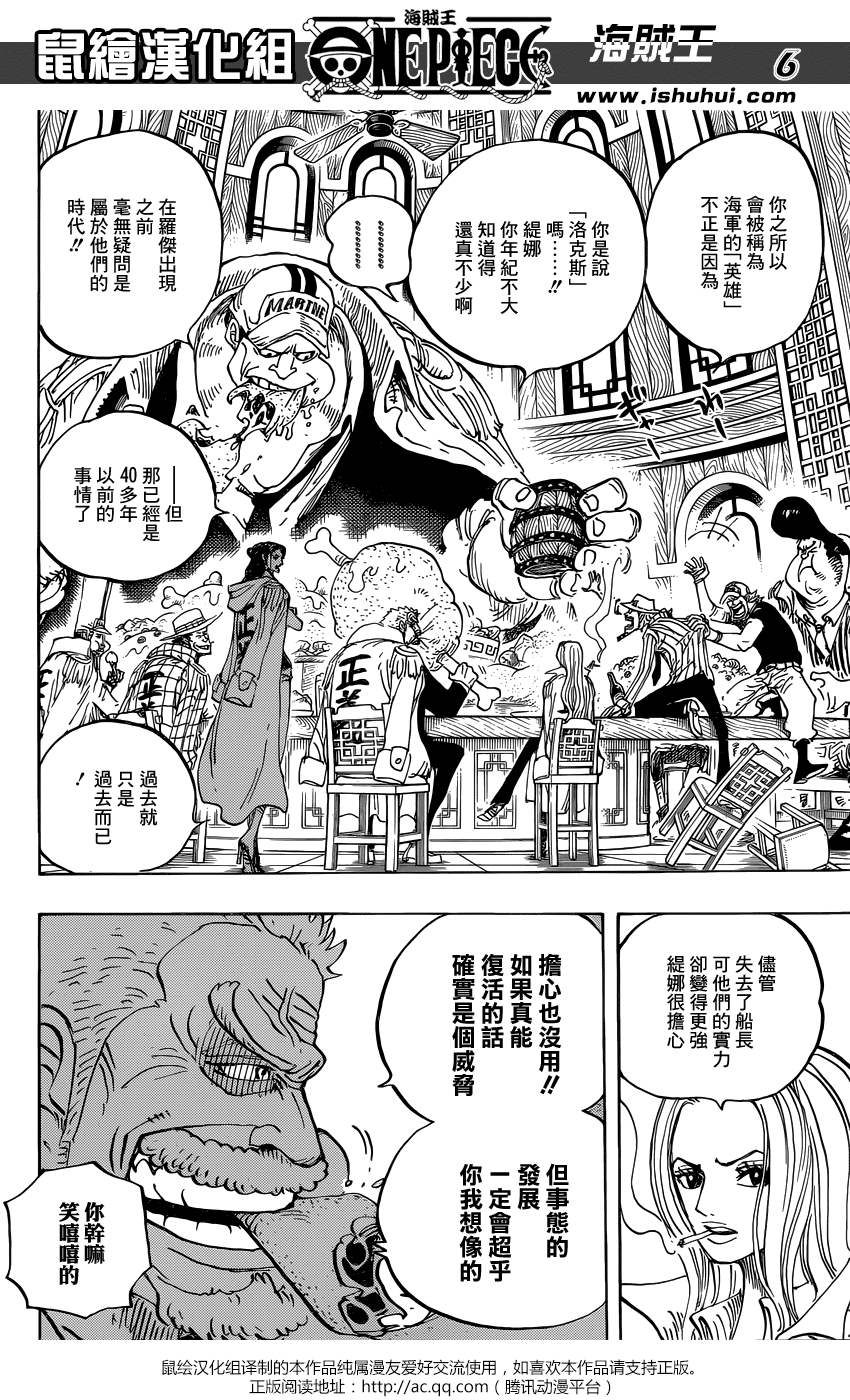 鼠繪漢化組
海賊王
ONE PIECE
海賊王
6
www.ishuhui.com
你之所以
會被稱為
海軍的「英雄」
不正是因為
你是說
「洛克斯」
嗎……!!
緹娜
你年紀不大
知道得
還真不少啊
………
………
在羅傑出現
之前
毫無疑問是
屬於他們的
時代!!
MARINE
ギャ
ぎゃ
——但
那已經是
40多年
以前的
事情了
正義
正義
過去就
只是
過去而已
!!
儘管
失去了船長
可他們的實力
卻變得更強
緹娜很擔心
擔心也沒用!!
如果真能
復活的話
確實是個威脅
但事態的
發展
一定會超乎
你我想像的
你幹嘛
笑嘻嘻的
鼠绘汉化组译制的本作品纯属漫友爱好交流使用，如喜欢本作品请支持正版。
正版阅读地址：http://ac.qq.com（腾讯动漫平台）